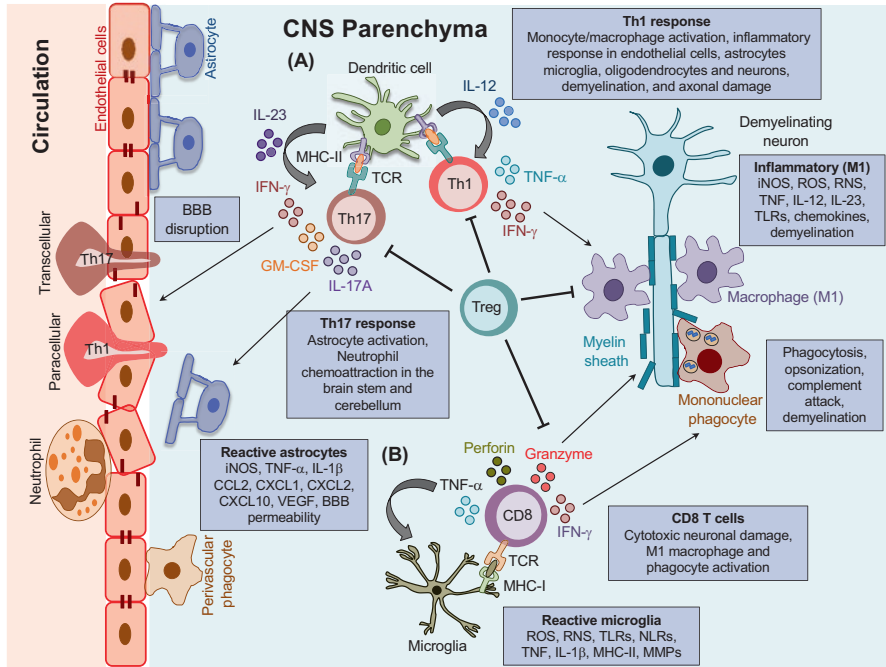 CNS Parenchyma
Circulation
Endothelial cells
Asirocyte
(A)
Dendritic cell
IL-23
IL-12
MHC-II
TCR
IFN-γ
Th17
Th1
TNF-α
IFN-γ
GM-CSF
IL-17A
Th1 response
Monocyte/macrophage activation, inflammatory
response in endothelial cells, astrocytes
microglia, oligodendrocytes and neurons,
demyelination, and axonal damage
Demyelinating
neuron
Inflammatory (M1)
iNOS, ROS, RNS,
TNF, IL-12, IL-23,
TLRs, chemokines,
demyelination
BBB
disruption
Transcellular
Th17
Paracellular
Th1
Neutrophil
Perivascular
phagocyte
Treg
Macrophage (M1)
Myelin
sheath
Mononuclear
phagocyte
Phagocytosis,
opsonization,
complement
attack,
demyelination
Th17 response
Astrocyte activation,
Neutrophil
chemoattraction in the
brain stem and
cerebellum
Reactive astrocytes
iNOS, TNF-α, IL-1β
CCL2, CXCL1, CXCL2,
CXCL10, VEGF, BBB
permeability
(B)
Perforin
Granzyme
TNF-α
CD8
IFN-γ
TCR
MHC-I
Microglia
CD8 T cells
Cytotoxic neuronal damage,
M1 macrophage and
phagocyte activation
Reactive microglia
ROS, RNS, TLRs, NLRs,
TNF, IL-1β, MHC-II, MMPs